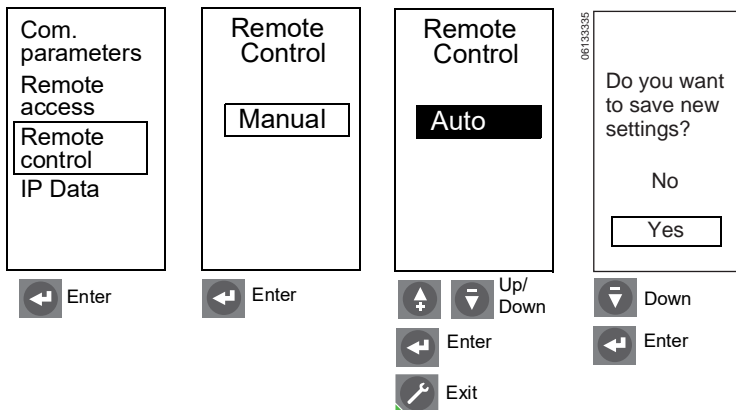 Com.
parameters
Remote
access
Remote
control
IP Data
Enter
Remote
Control
Manual
Enter
Remote
Control
Auto
Up/
Down
Enter
Exit
06133335
Do you want
to save new
settings?
No
Yes
Down
Enter